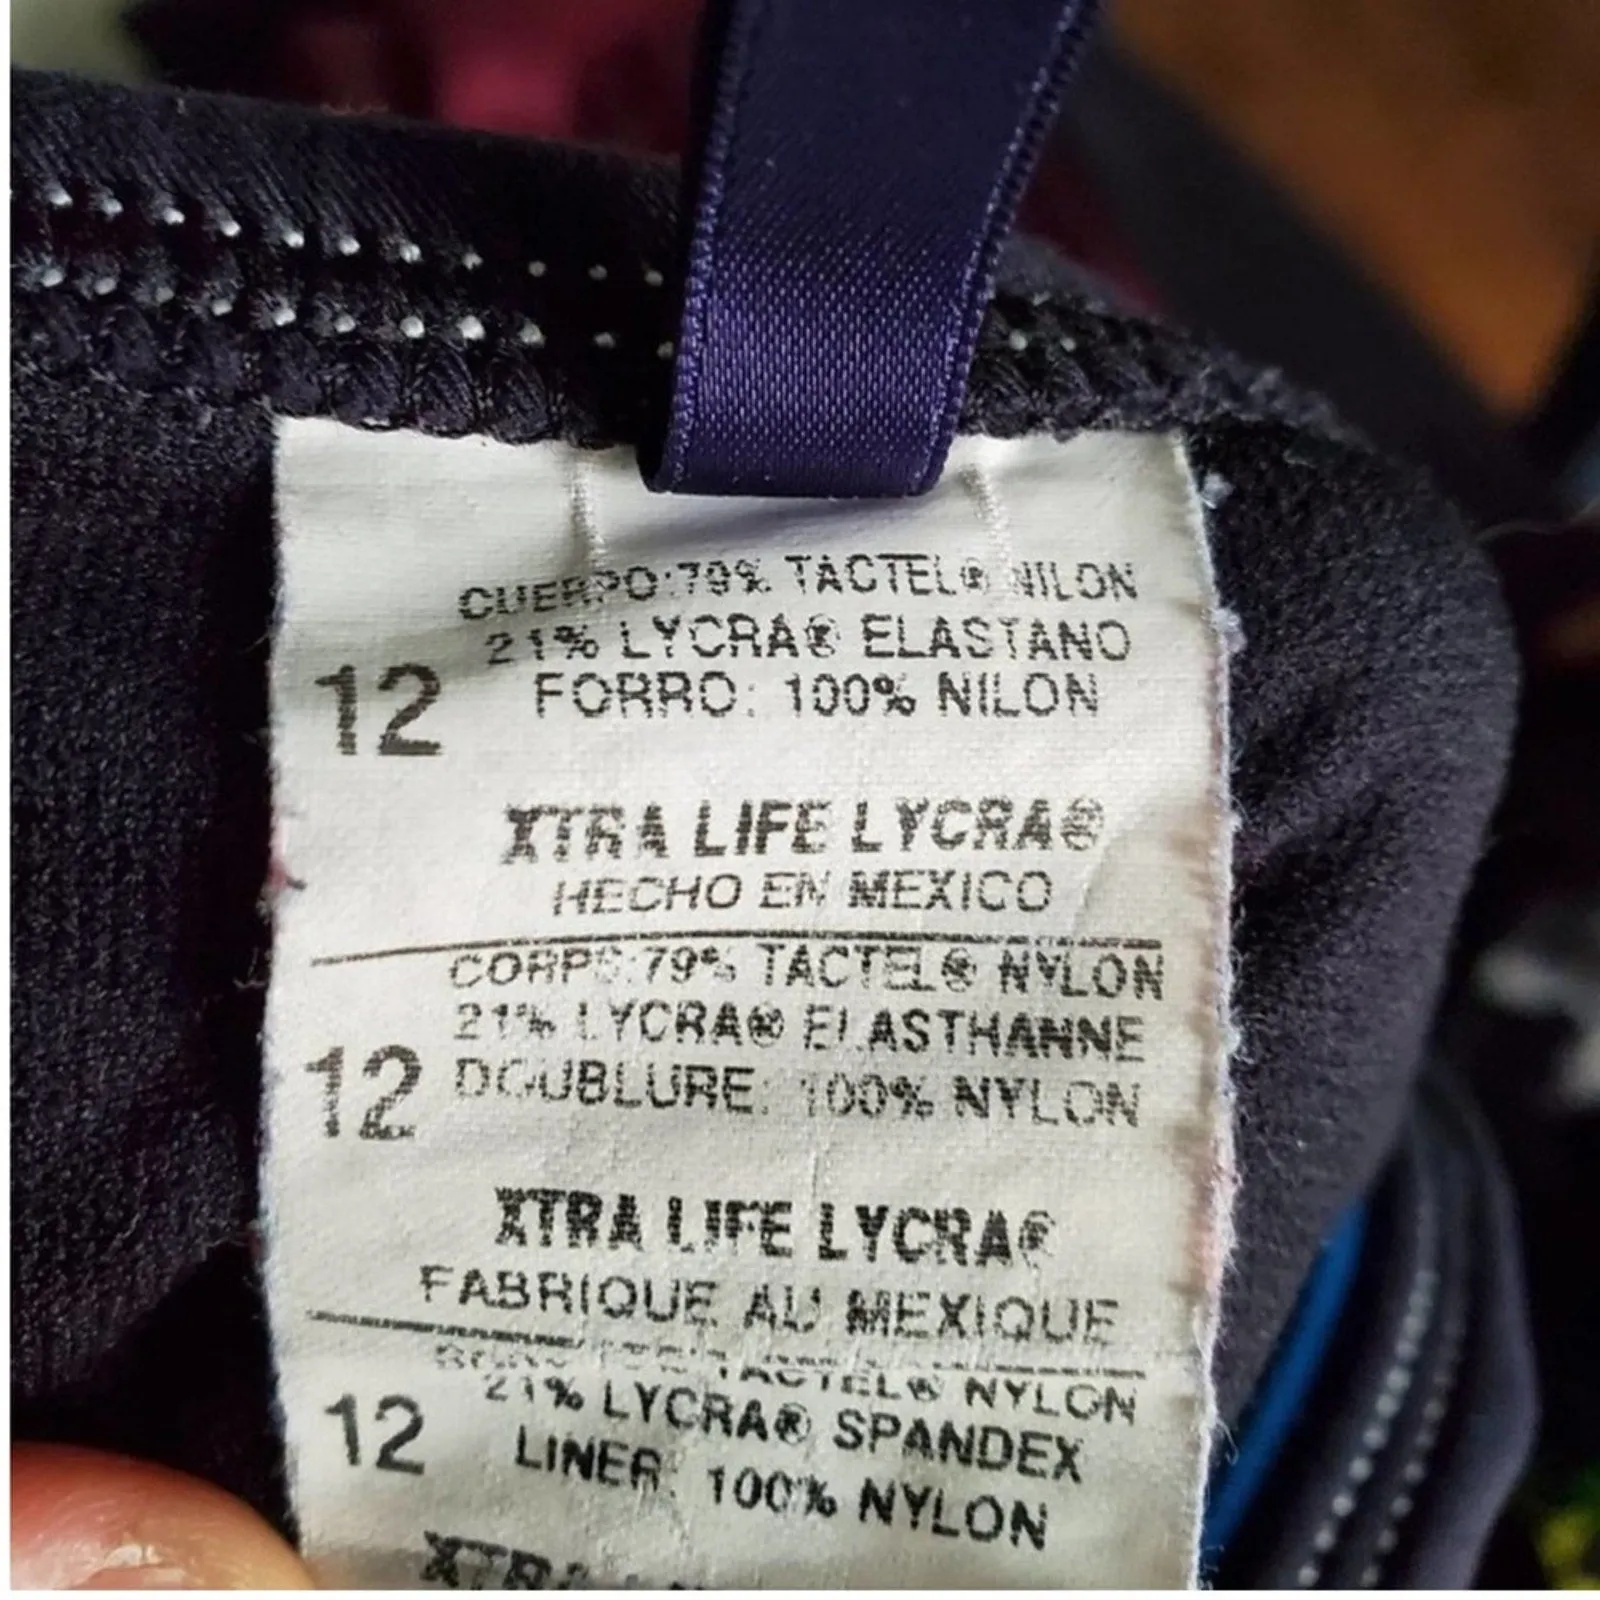 CUERPO:79% TACTEL® NILON
21% LYCRA® ELASTANO
12 FORRO: 100% NILON
XTRA LIFE LYCRA®
HECHO EN MEXICO
CORPS:79% TACTEL® NYLON
21% LYCRA® ELASTHANNE
12 DOUBLURE: 100% NYLON
XTRA LIFE LYCRA®
FABRIQUE AU MEXIQUE
TACTEL® NYLON
21% LYCRA® SPANDEX
12 LINER: 100% NYLON
XTRA